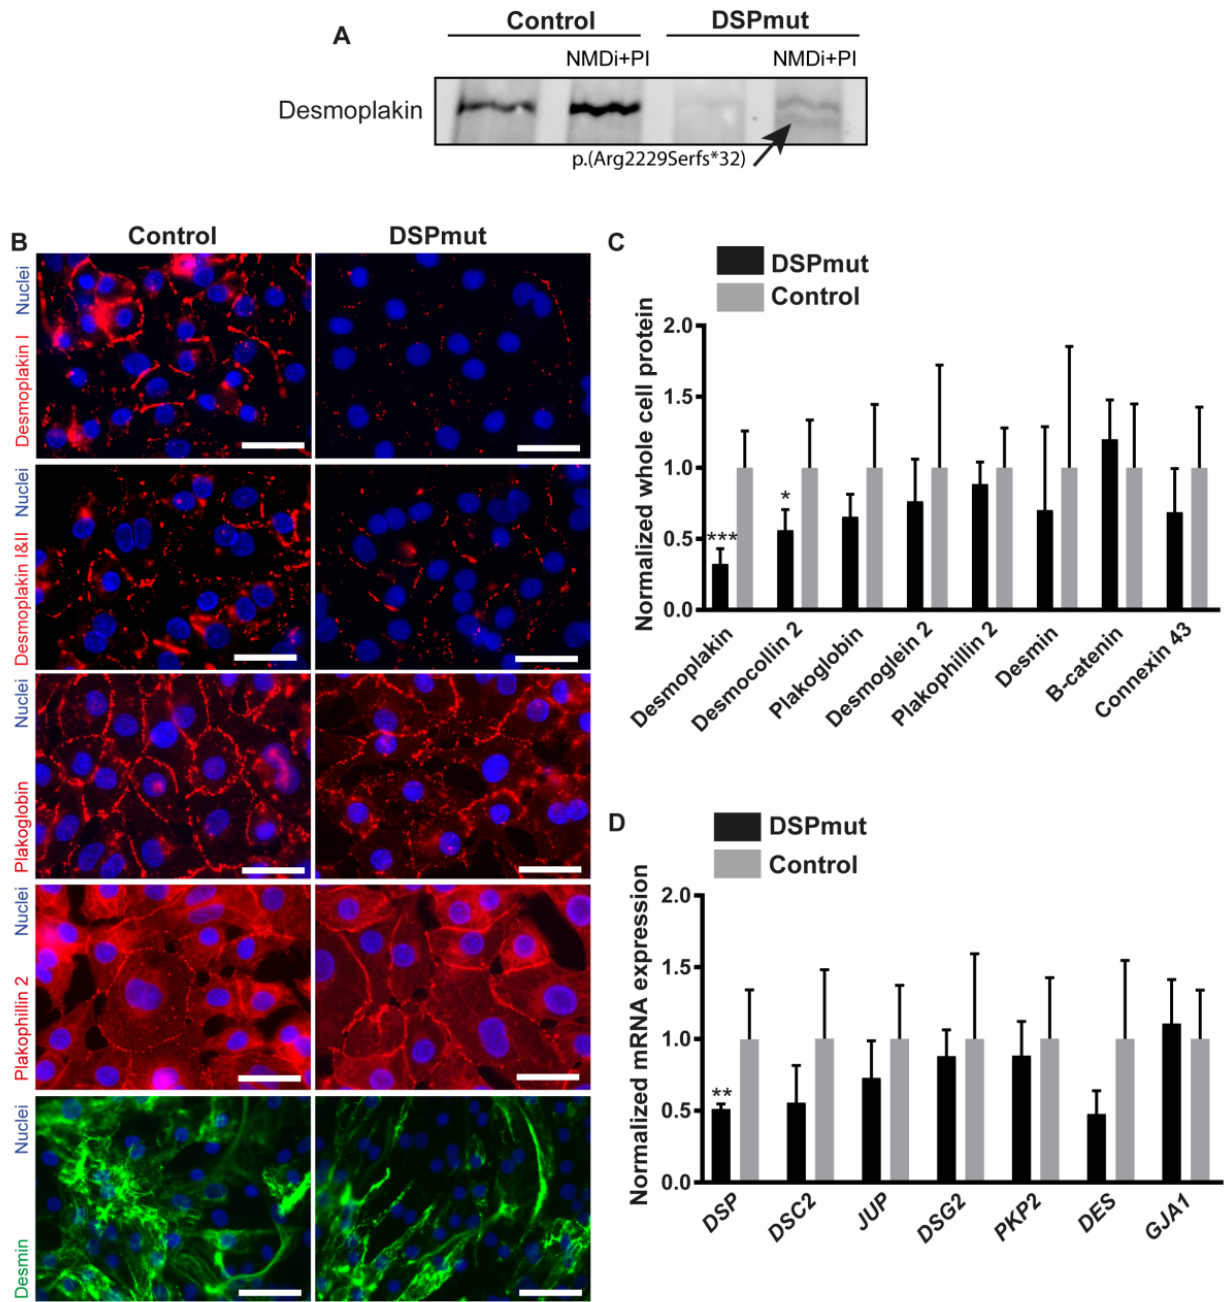 A
Control
DSPmut
NMDi+PI
NMDi+PI
Desmoplakin
p.(Arg2229Serfs*32)
B
Control
DSPmut
Desmoplakin I Nuclei
Desmoplakin I&II Nuclei
Plakoglobin Nuclei
Plakophillin 2 Nuclei
Desmin Nuclei
C
DSPmut
Control
Normalized whole cell protein
2.0
1.5
1.0
0.5
0.0
***
*
Desmoplakin
Desmocollin 2
Plakoglobin
Desmoglein 2
Plakophillin 2
Desmin
B-catenin
Connexin 43
D
DSPmut
Control
Normalized mRNA expression
2.0
1.5
1.0
0.5
0.0
**
DSP
DSC2
JUP
DSG2
PKP2
DES
GJA1